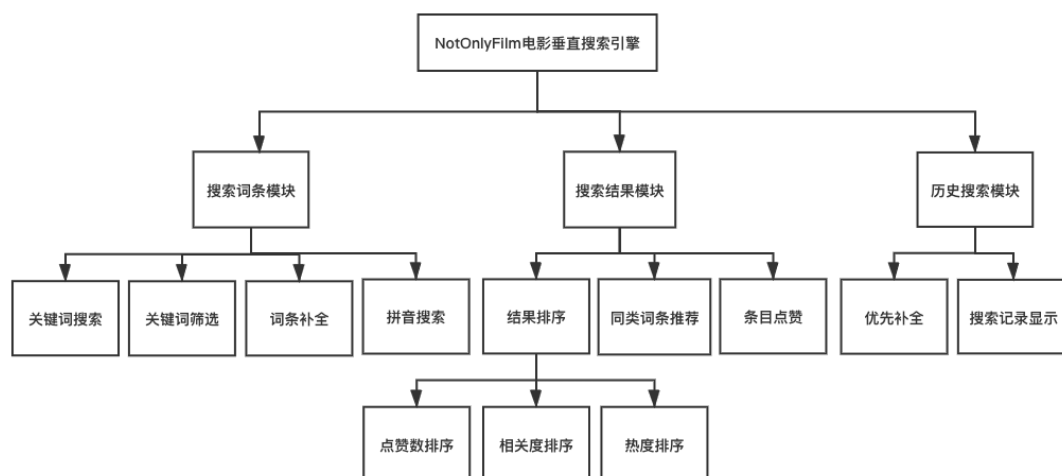 NotOnlyFilm电影垂直搜索引擎
搜索词条模块
搜索结果模块
历史搜索模块
关键词搜索
关键词筛选
词条补全
拼音搜索
结果排序
同类词条推荐
条目点赞
优先补全
搜索记录显示
点赞数排序
相关度排序
热度排序